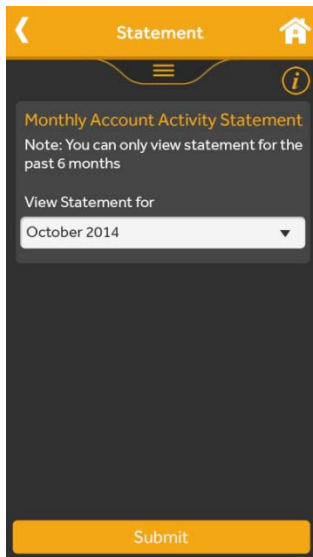 Statement
i
Monthly Account Activity Statement
Note: You can only view statement for the
past 6 months
View Statement for
October 2014
Submit